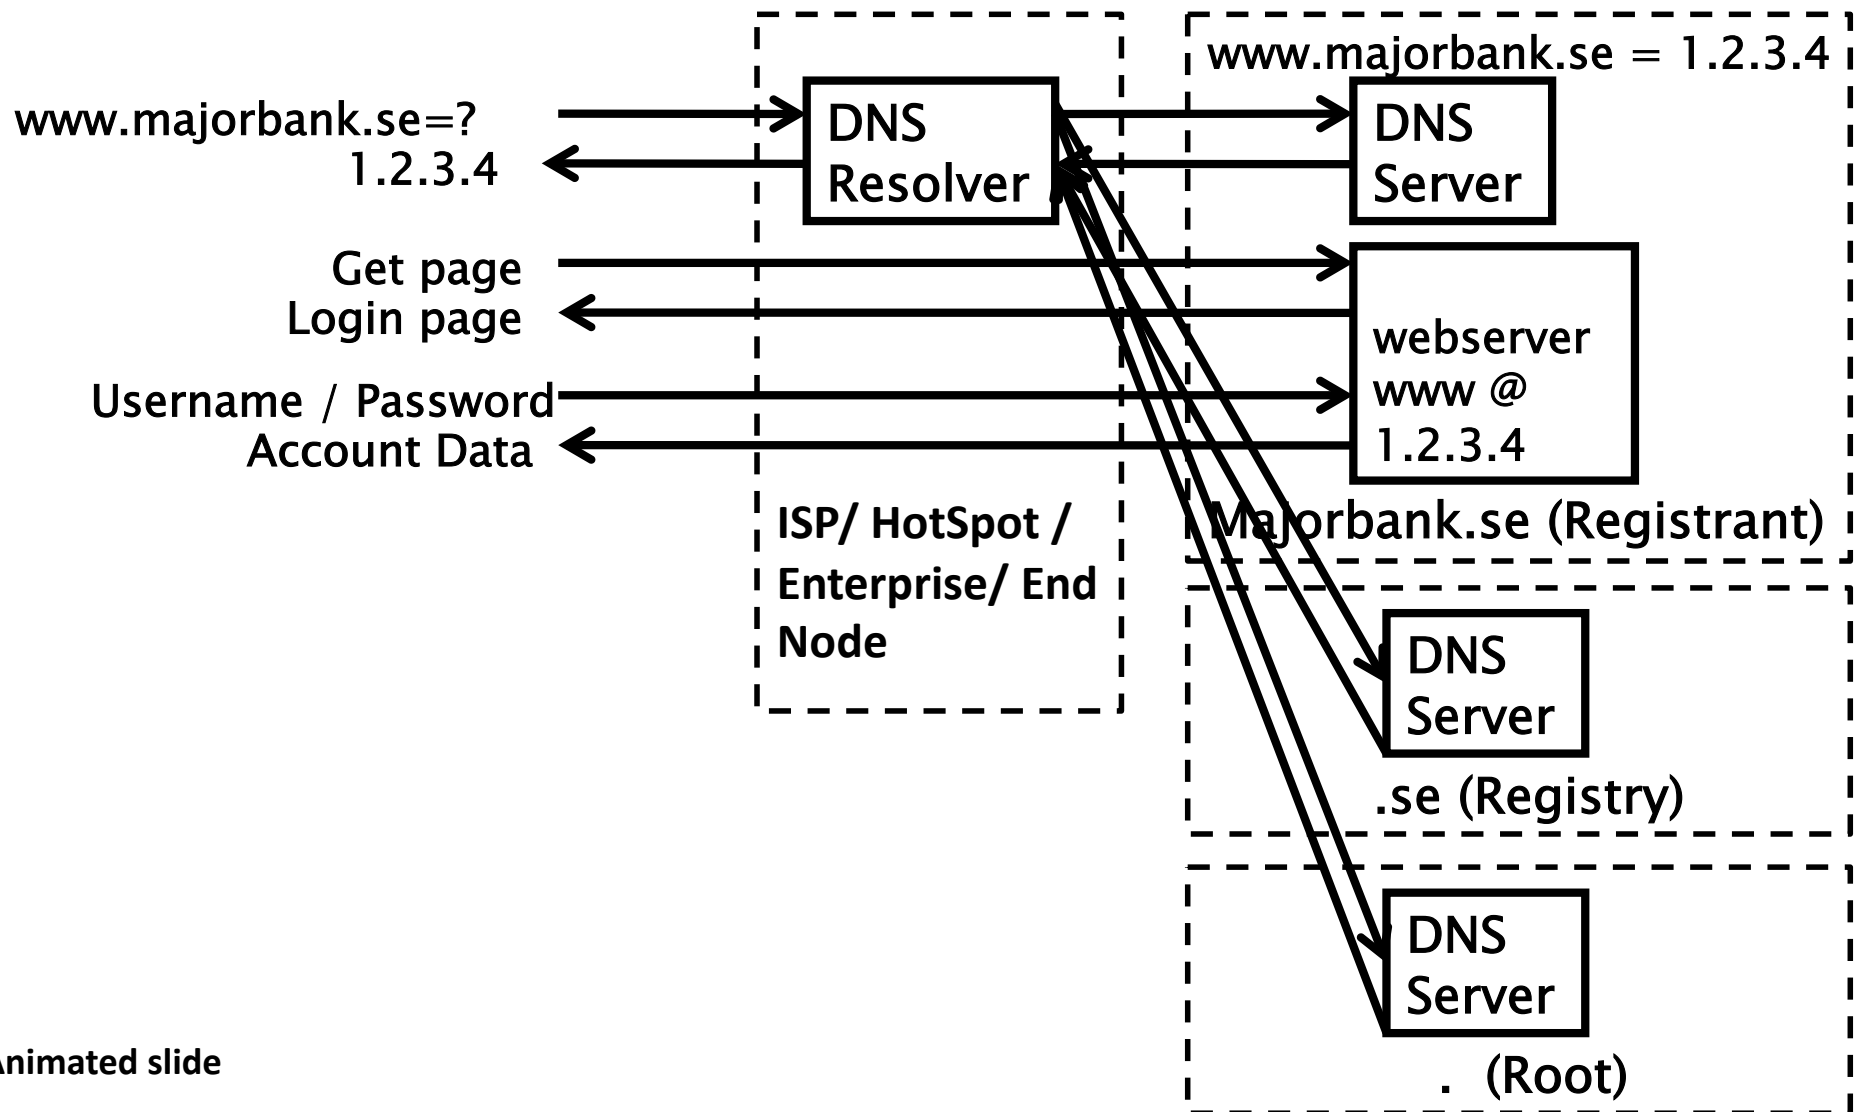 www.majorbank.se=?
1.2.3.4
Get page
Login page
Username / Password
Account Data
DNS
Resolver
ISP/ HotSpot /
Enterprise/ End
Node
www.majorbank.se = 1.2.3.4
DNS
Server
webserver
www @
1.2.3.4
Majorbank.se (Registrant)
DNS
Server
.se (Registry)
DNS
Server
. (Root)
Animated slide